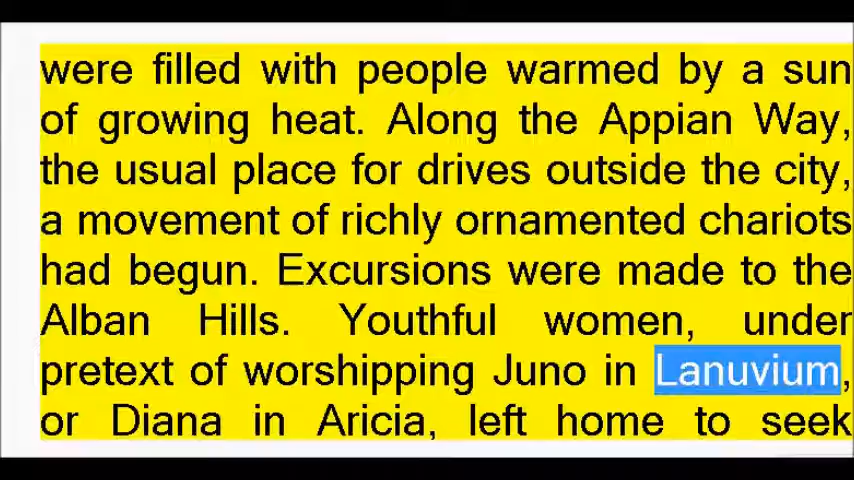 were filled with people warmed by a sun
of growing heat. Along the Appian Way,
the usual place for drives outside the city,
a movement of richly ornamented chariots
had begun. Excursions were made to the
Alban Hills. Youthful women, under
pretext of worshipping Juno in Lanuvium,
or Diana in Aricia, left home to seek